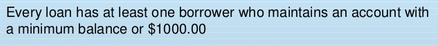 Every loan has at least one borrower who maintains an account with
a minimum balance or $1000.00